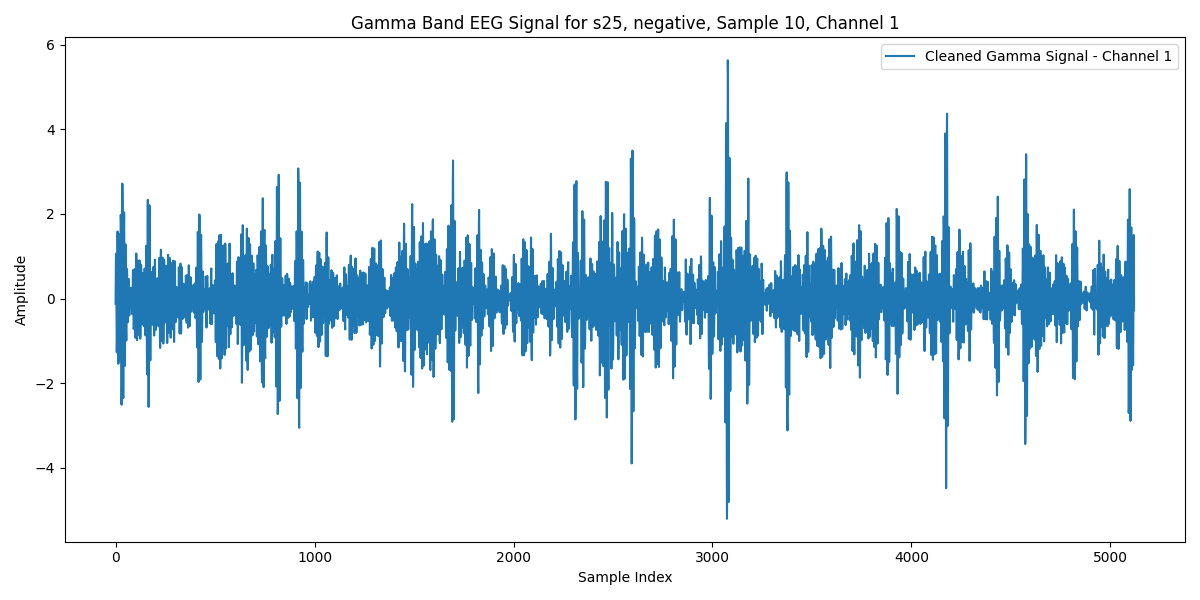 Gamma Band EEG Signal for s25, negative, Sample 10, Channel 1
Cleaned Gamma Signal - Channel 1
6
4
2
0
−2
−4
Amplitude
0 1000 2000 3000 4000 5000
Sample Index